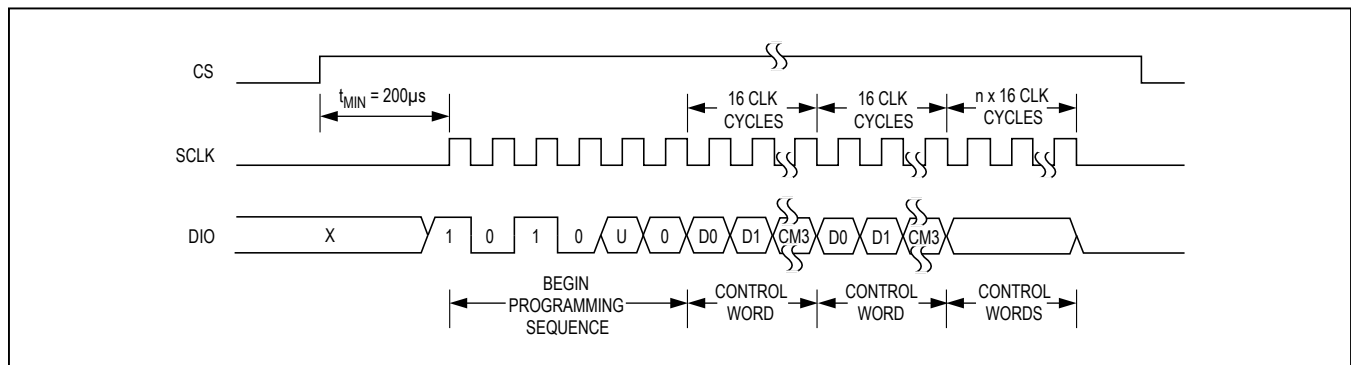 CS
tMIN = 200µs
16 CLK CYCLES
16 CLK CYCLES
n x 16 CLK CYCLES
SCLK
DIO
X 1 0 1 0 U 0 D0 D1 CM3 D0 D1 CM3
BEGIN PROGRAMMING SEQUENCE
CONTROL WORD
CONTROL WORD
CONTROL WORDS